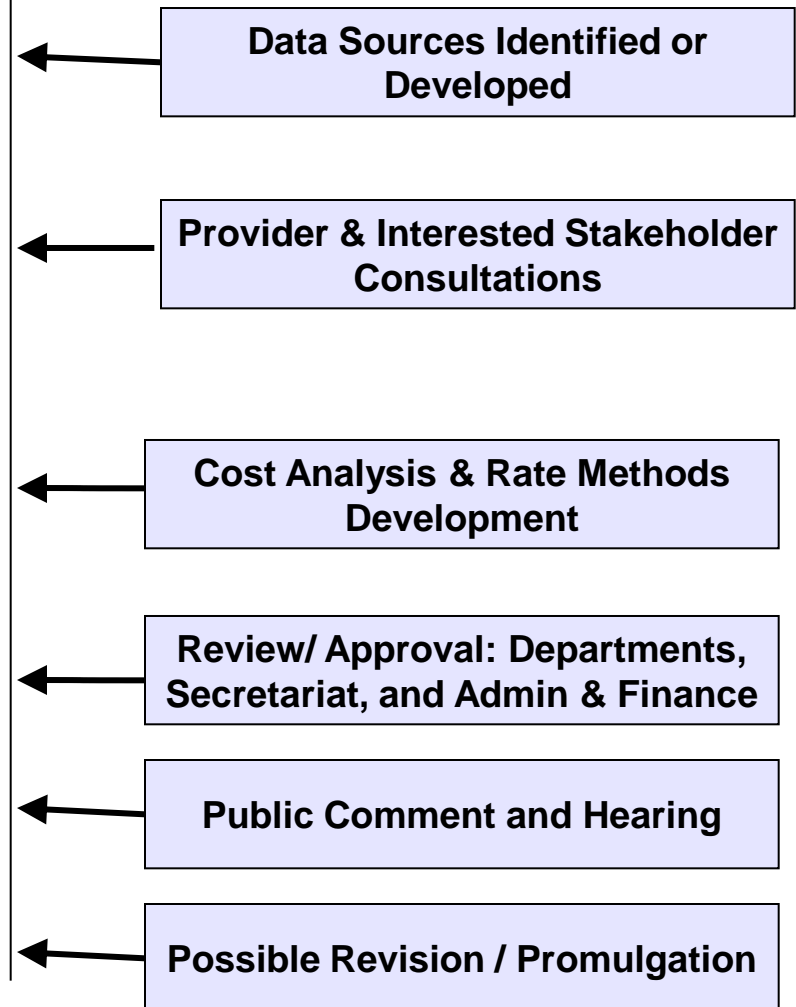 Data Sources Identified or
Developed
Provider & Interested Stakeholder
Consultations
Cost Analysis & Rate Methods
Development
Review/ Approval: Departments,
Secretariat, and Admin & Finance
Public Comment and Hearing
Possible Revision / Promulgation